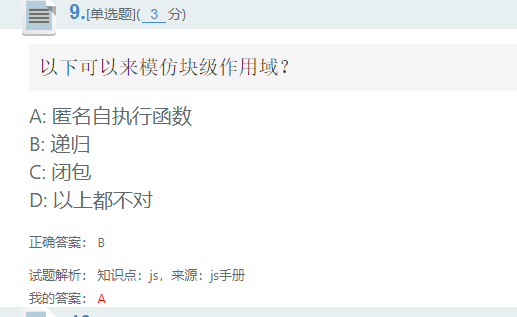 9.[单选题]( 3 分)
以下可以来模仿块级作用域?
A: 匿名自执行函数
B: 递归
C: 闭包
D: 以上都不对
正确答案: B
试题解析: 知识点: js, 来源: js手册
我的答案: A